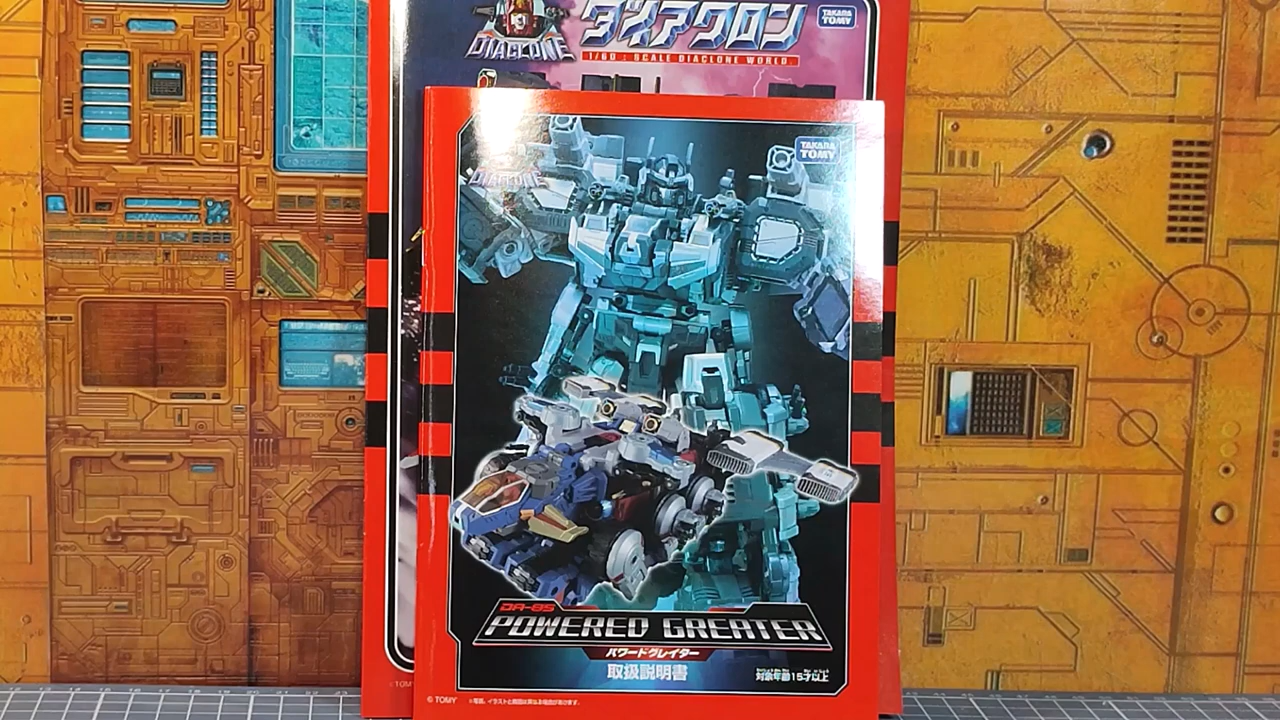 ダイアクロン
TAKARA
TOMY
DIACLONE
1/60 : SCALE DIACLONE WORLD.
TAKARA
TOMY
DIACLONE
DA-85
POWERED GREATER
パワードグレイター
取扱説明書
対象年齢15才以上
© TOMY
© TOMY